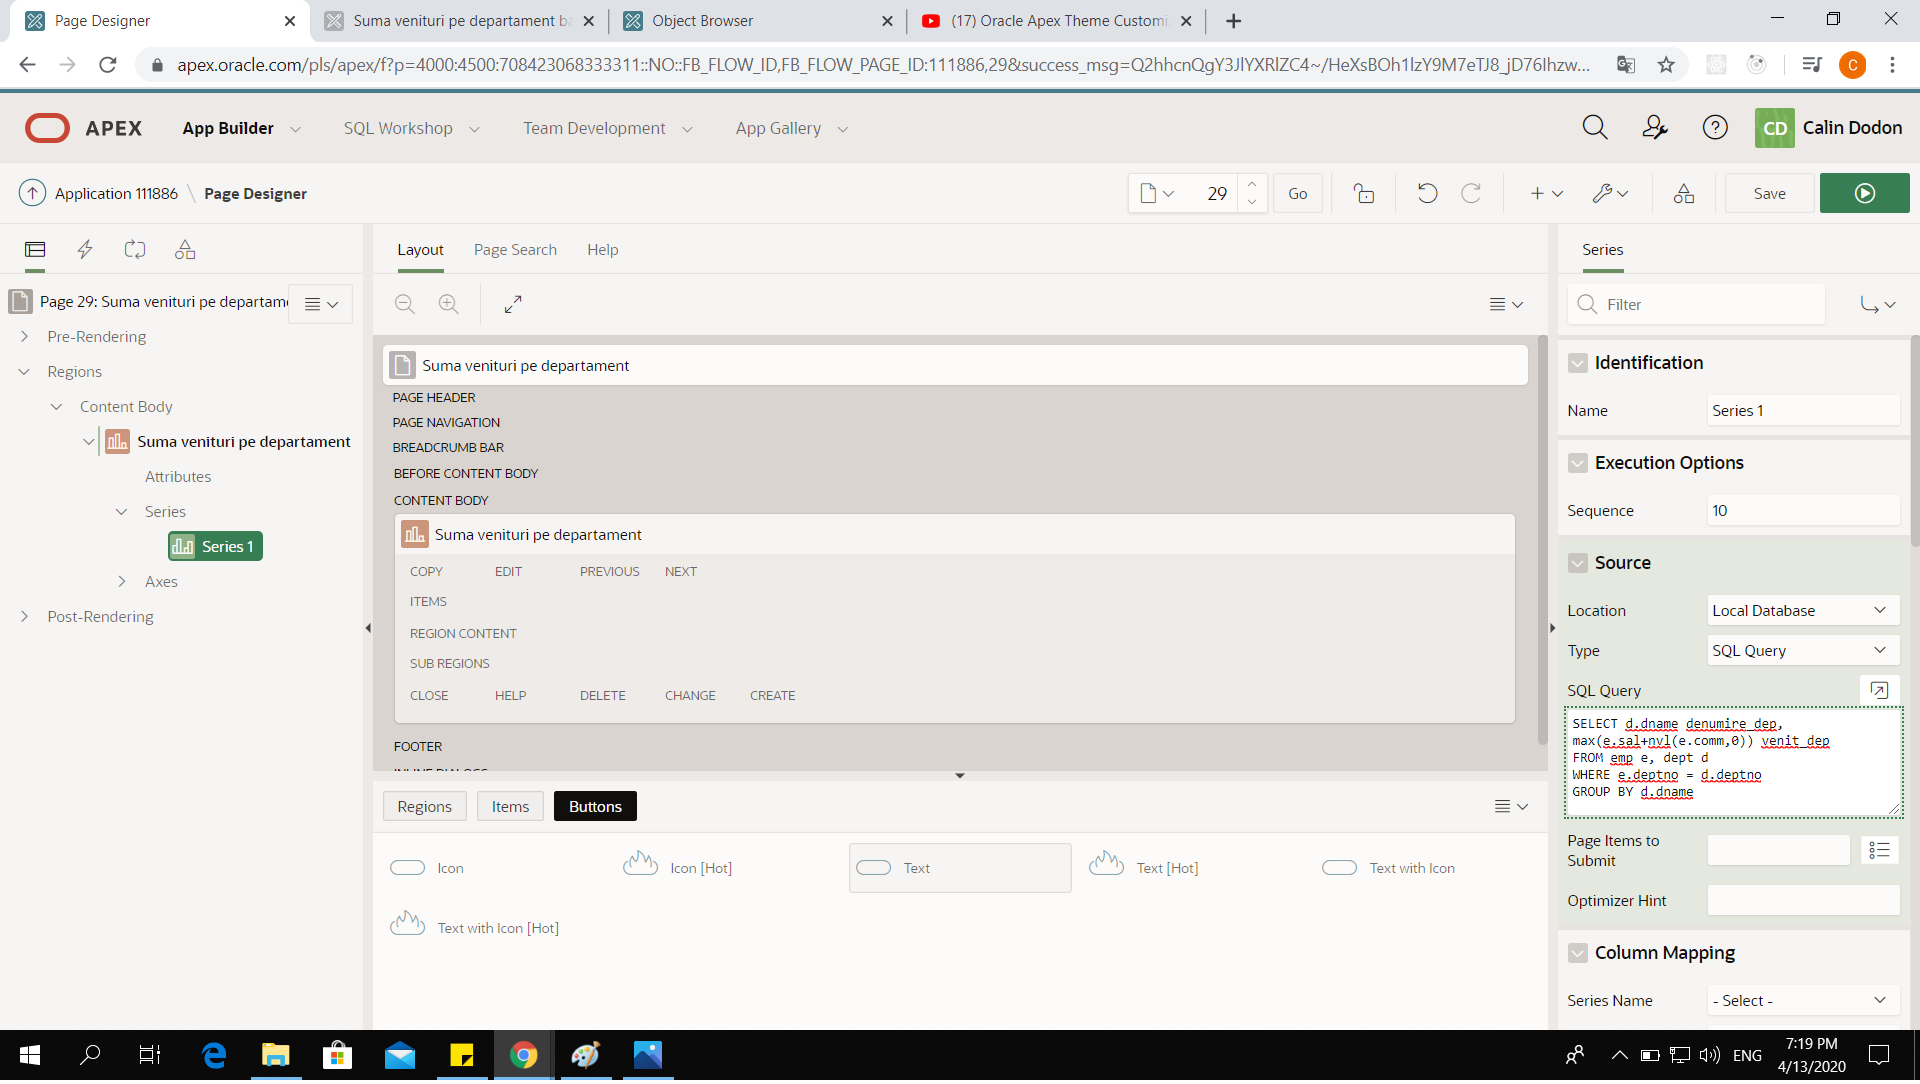 Page Designer
Suma venituri pe departament b
Object Browser
(17) Oracle Apex Theme Customi
apex.oracle.com/pls/apex/f?p=4000:4500:708423068333311::NO::FB_FLOW_ID,FB_FLOW_PAGE_ID:111886,29&success_msg=Q2hhcnQgY3JlYXRlZC4~/HeXsBOh1lzY9M7eTJ8_jD76Ihzw...
C
APEX
App Builder
SQL Workshop
Team Development
App Gallery
CD
Calin Dodon
Application 111886
Page Designer
29
Go
Save
Layout
Page Search
Help
Series
Page 29: Suma venituri pe departame
Filter
Pre-Rendering
Regions
Content Body
Suma venituri pe departament
Attributes
Series
Series 1
Axes
Post-Rendering
Suma venituri pe departament
PAGE HEADER
PAGE NAVIGATION
BREADCRUMB BAR
BEFORE CONTENT BODY
CONTENT BODY
Suma venituri pe departament
COPY EDIT PREVIOUS NEXT
ITEMS
REGION CONTENT
SUB REGIONS
CLOSE HELP DELETE CHANGE CREATE
FOOTER
INLINE DIALOGS
Regions
Items
Buttons
Icon
Icon [Hot]
Text
Text [Hot]
Text with Icon
Text with Icon [Hot]
Identification
Name
Series 1
Execution Options
Sequence
10
Source
Location
Local Database
Type
SQL Query
SQL Query
SELECT d.dname denumire_dep,
max(e.sal+nvl(e.comm,0)) venit_dep
FROM emp e, dept d
WHERE e.deptno = d.deptno
GROUP BY d.dname
Page Items to
Submit
Optimizer Hint
Column Mapping
Series Name
- Select -
ENG
7:19 PM
4/13/2020